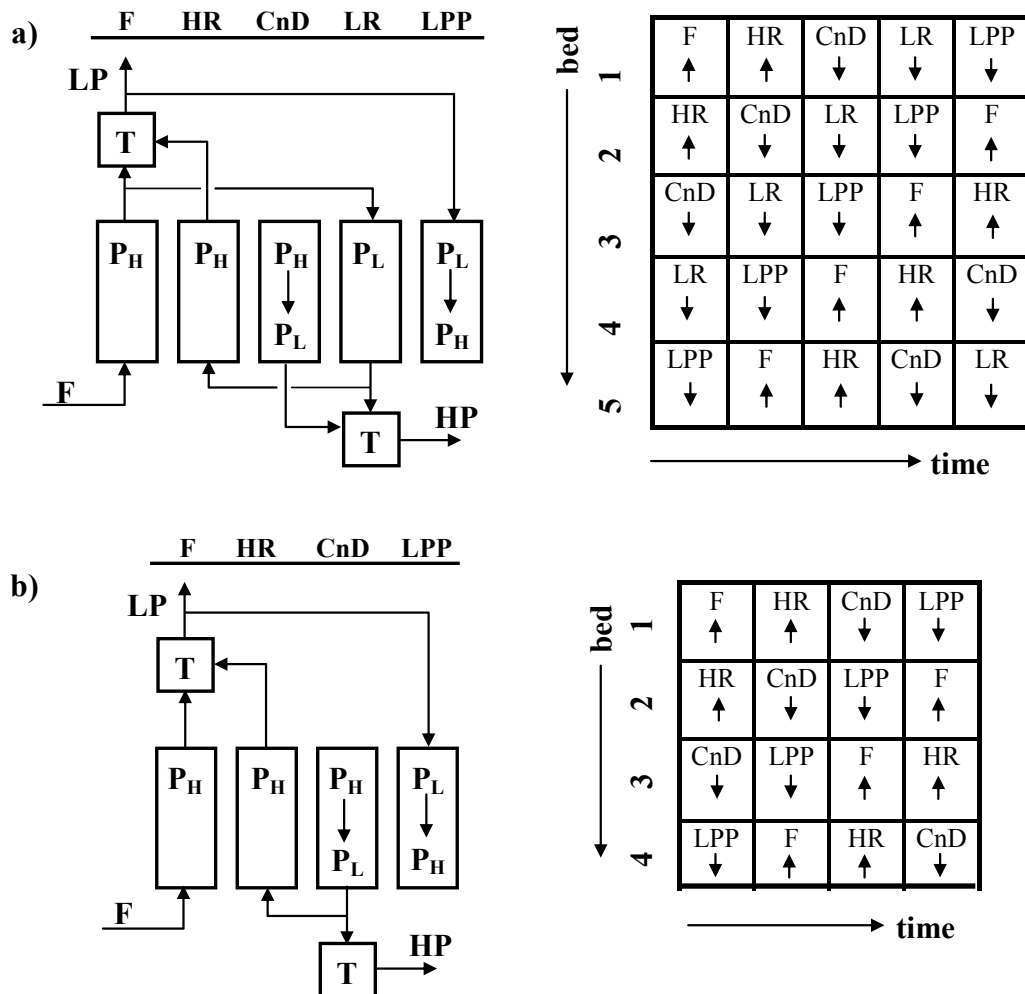 a)
F HR CnD LR LPP
LP
T
P_H P_H P_H P_L P_L
P_L P_H
F
T
HP
bed
1 F HR CnD LR LPP
2 HR CnD LR LPP F
3 CnD LR LPP F HR
4 LR LPP F HR CnD
5 LPP F HR CnD LR
time
b)
F HR CnD LPP
LP
T
P_H P_H P_H P_L
P_L P_H
F
T
HP
bed
1 F HR CnD LPP
2 HR CnD LPP F
3 CnD LPP F HR
4 LPP F HR CnD
time